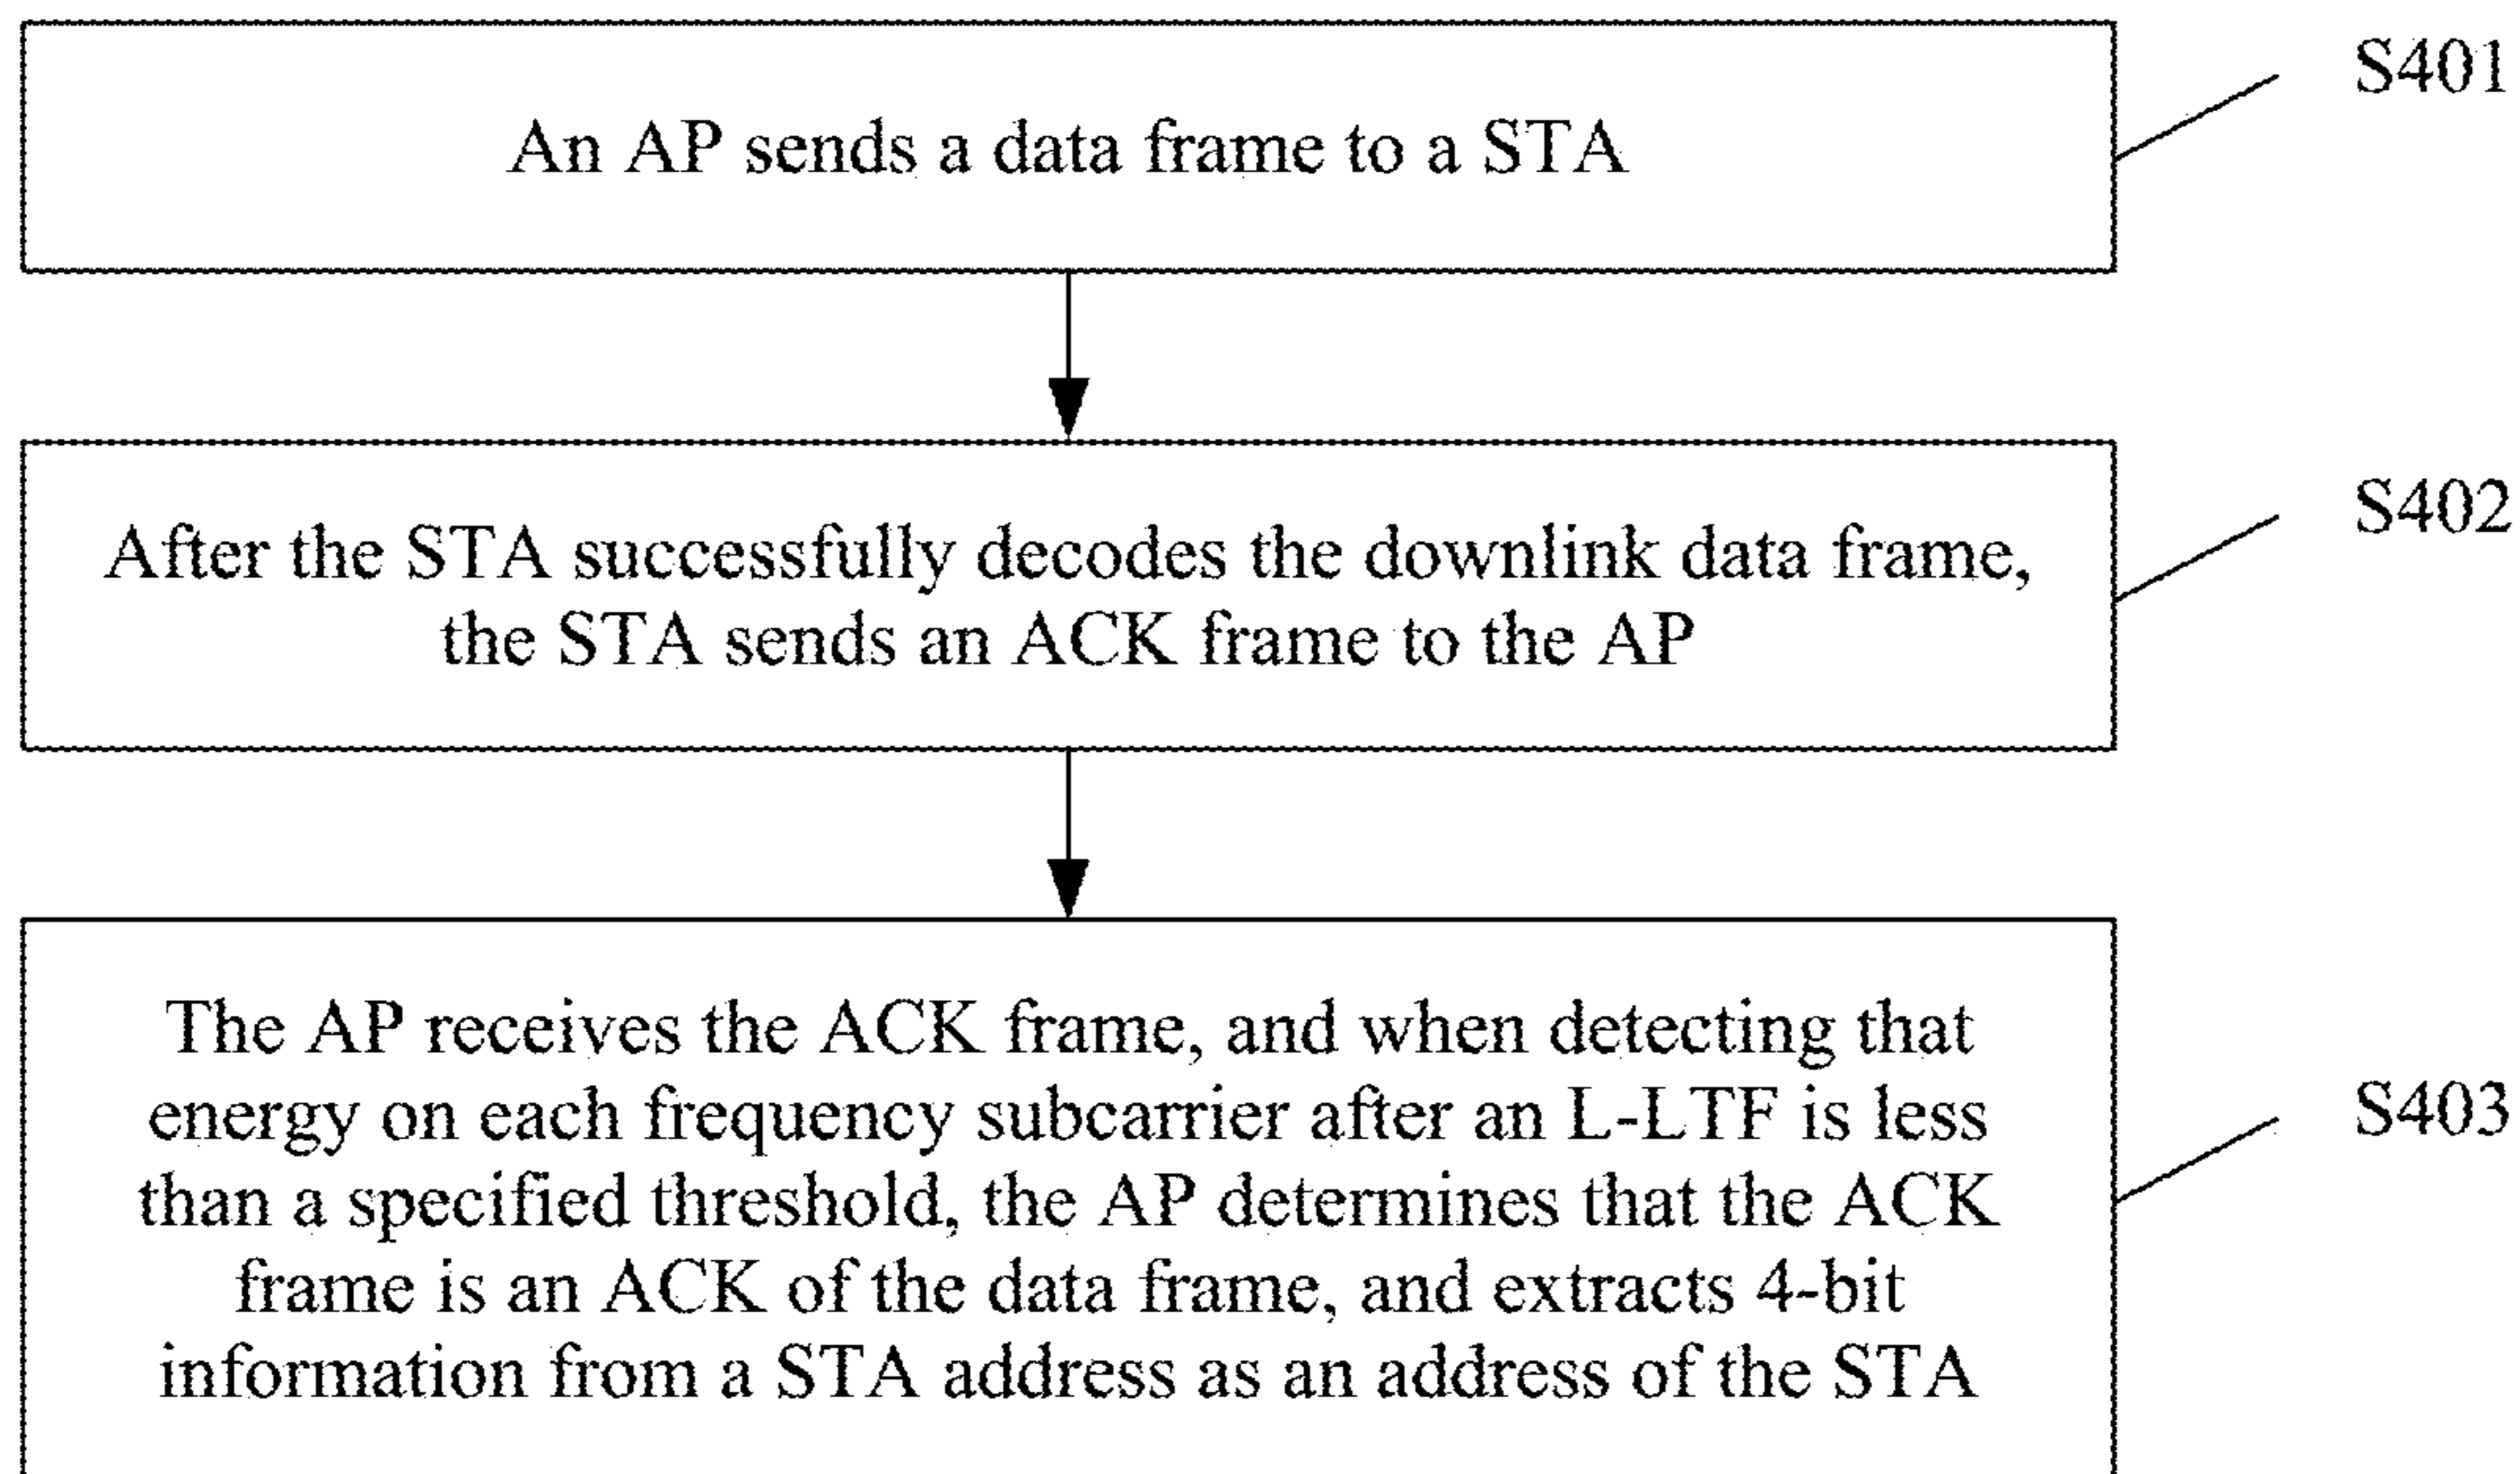 An AP sends a data frame to a STA
S401
After the STA successfully decodes the downlink data frame,
the STA sends an ACK frame to the AP
S402
The AP receives the ACK frame, and when detecting that
energy on each frequency subcarrier after an L-LTF is less
than a specified threshold, the AP determines that the ACK
frame is an ACK of the data frame, and extracts 4-bit
information from a STA address as an address of the STA
S403